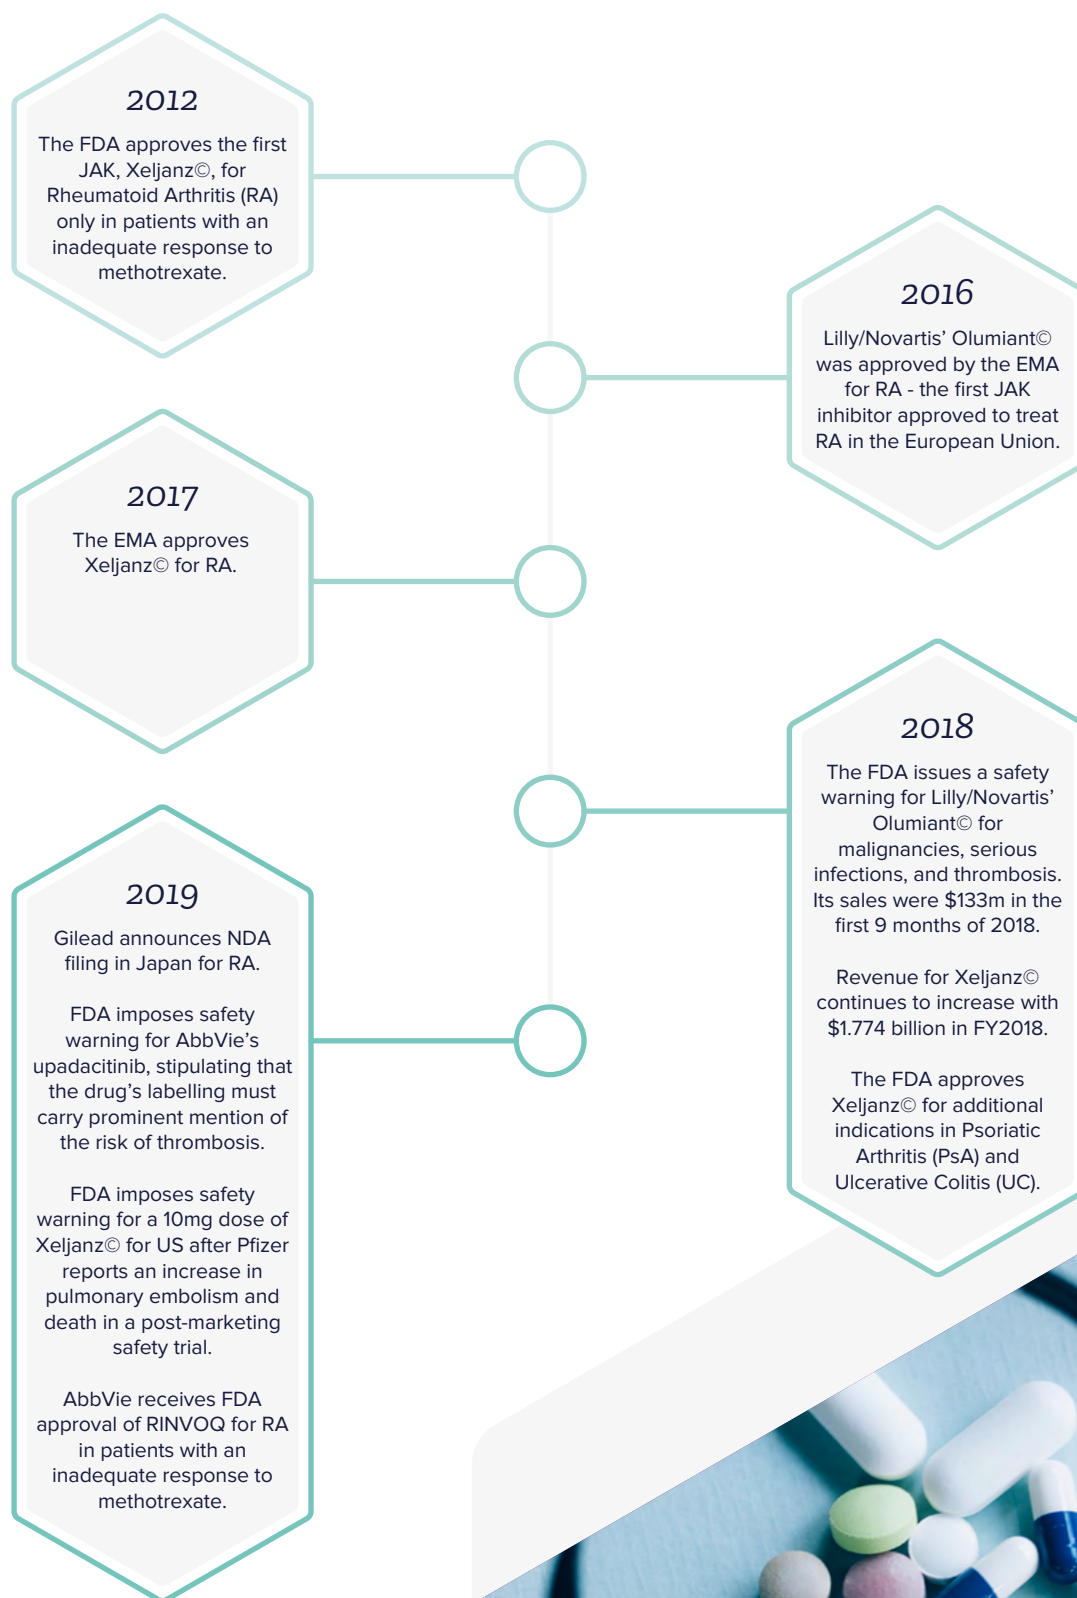 2012
The FDA approves the first
JAK, Xeljanz©, for
Rheumatoid Arthritis (RA)
only in patients with an
inadequate response to
methotrexate.
2016
Lilly/Novartis’ Olumiant©
was approved by the EMA
for RA - the first JAK
inhibitor approved to treat
RA in the European Union.
2017
The EMA approves
Xeljanz© for RA.
2018
The FDA issues a safety
warning for Lilly/Novartis’
Olumiant© for
malignancies, serious
infections, and thrombosis.
Its sales were $133m in the
first 9 months of 2018.
Revenue for Xeljanz©
continues to increase with
$1.774 billion in FY2018.
The FDA approves
Xeljanz© for additional
indications in Psoriatic
Arthritis (PsA) and
Ulcerative Colitis (UC).
2019
Gilead announces NDA
filing in Japan for RA.
FDA imposes safety
warning for AbbVie’s
upadacitinib, stipulating that
the drug’s labelling must
carry prominent mention of
the risk of thrombosis.
FDA imposes safety
warning for a 10mg dose of
Xeljanz© for US after Pfizer
reports an increase in
pulmonary embolism and
death in a post-marketing
safety trial.
AbbVie receives FDA
approval of RINVOQ for RA
in patients with an
inadequate response to
methotrexate.